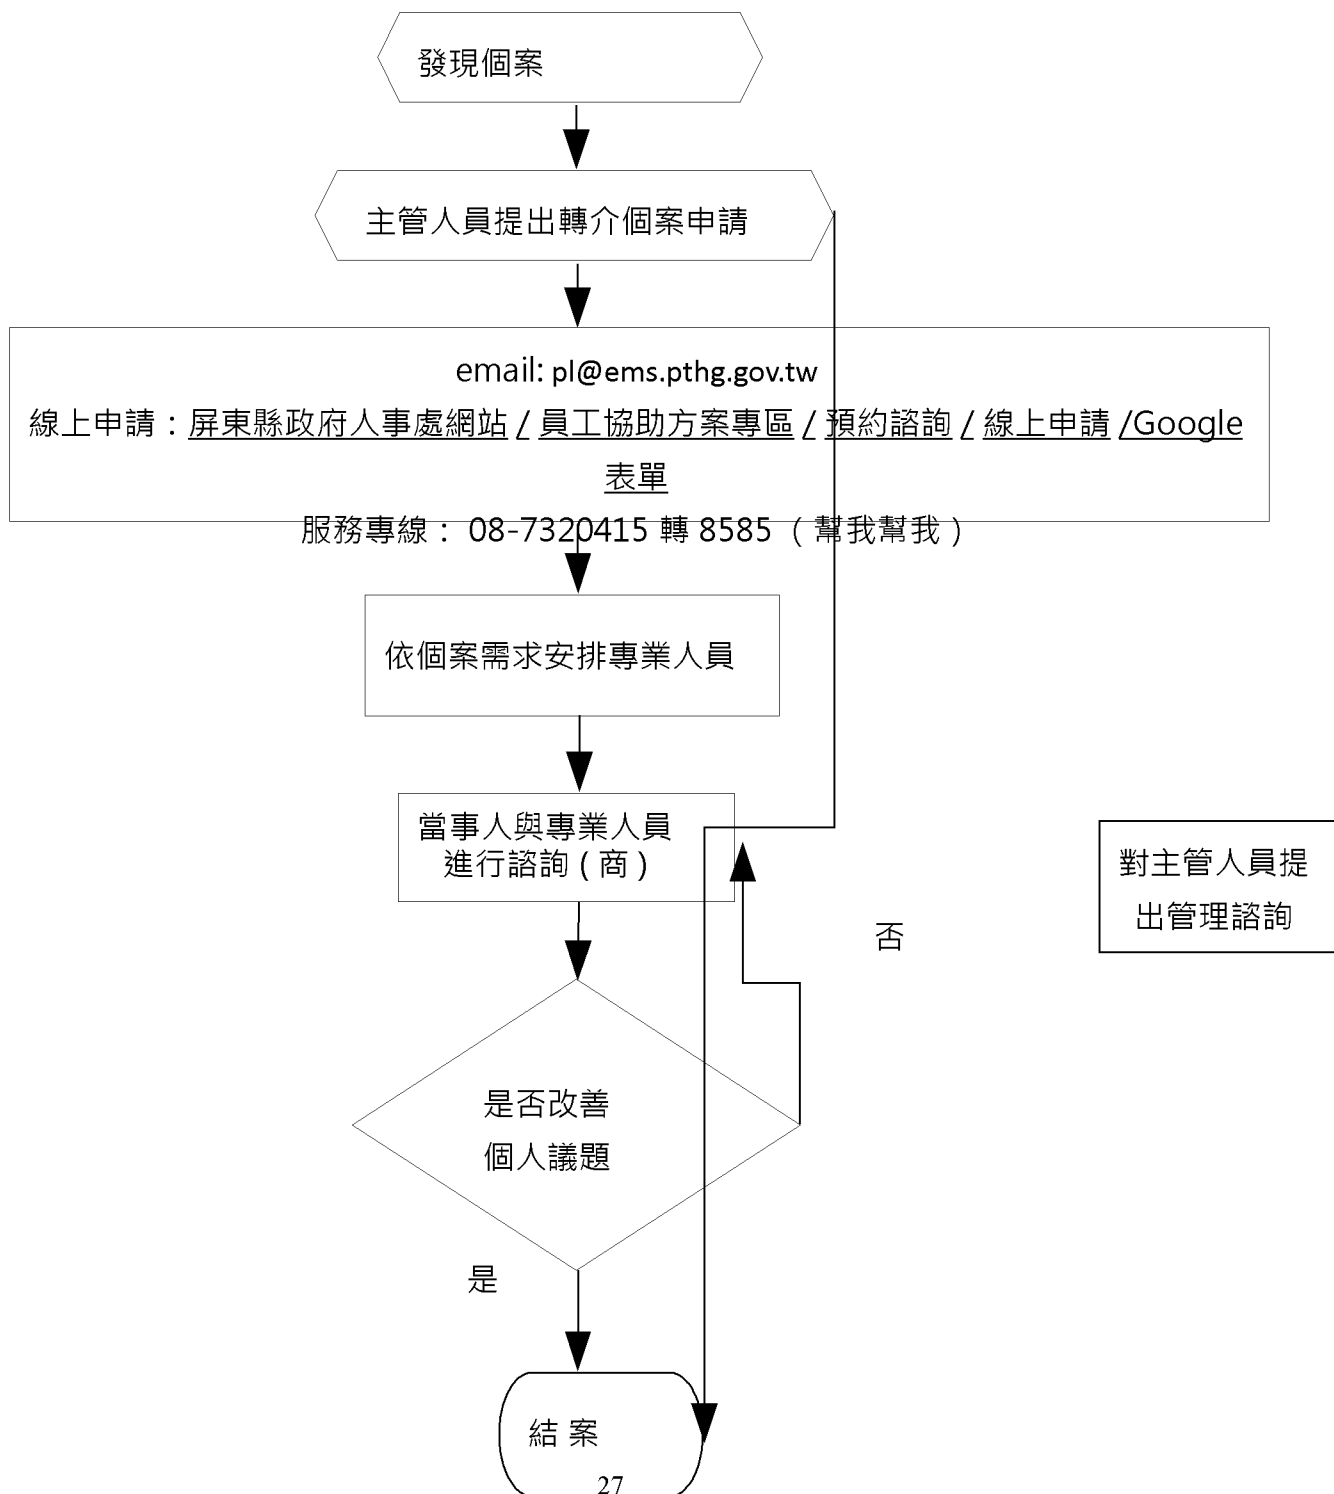 發現個案
主管人員提出轉介個案申請
email: pl@ems.pthg.gov.tw
線上申請：屏東縣政府人事處網站 / 員工協助方案專區 / 預約諮詢 / 線上申請 /Google
表單
服務專線： 08-7320415 轉 8585 （幫我幫我）
依個案需求安排專業人員
當事人與專業人員
進行諮詢（商）
對主管人員提
出管理諮詢
否
是否改善
個人議題
是
結 案
27